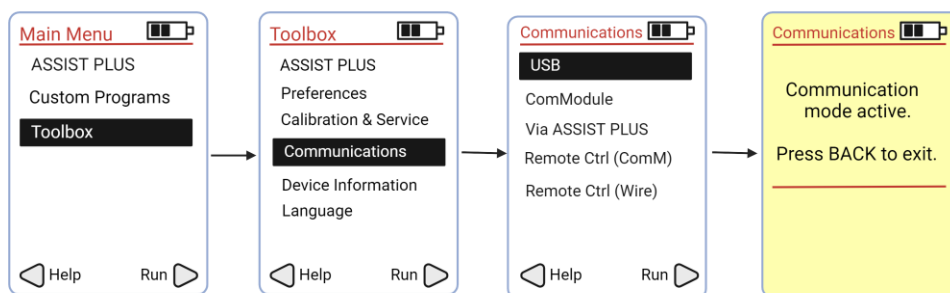 Main Menu
ASSIST PLUS
Custom Programs
Toolbox
Help
Run
Toolbox
ASSIST PLUS
Preferences
Calibration & Service
Communications
Device Information
Language
Help
Run
Communications
USB
ComModule
Via ASSIST PLUS
Remote Ctrl (ComM)
Remote Ctrl (Wire)
Help
Run
Communications
Communication
mode active.
Press BACK to exit.